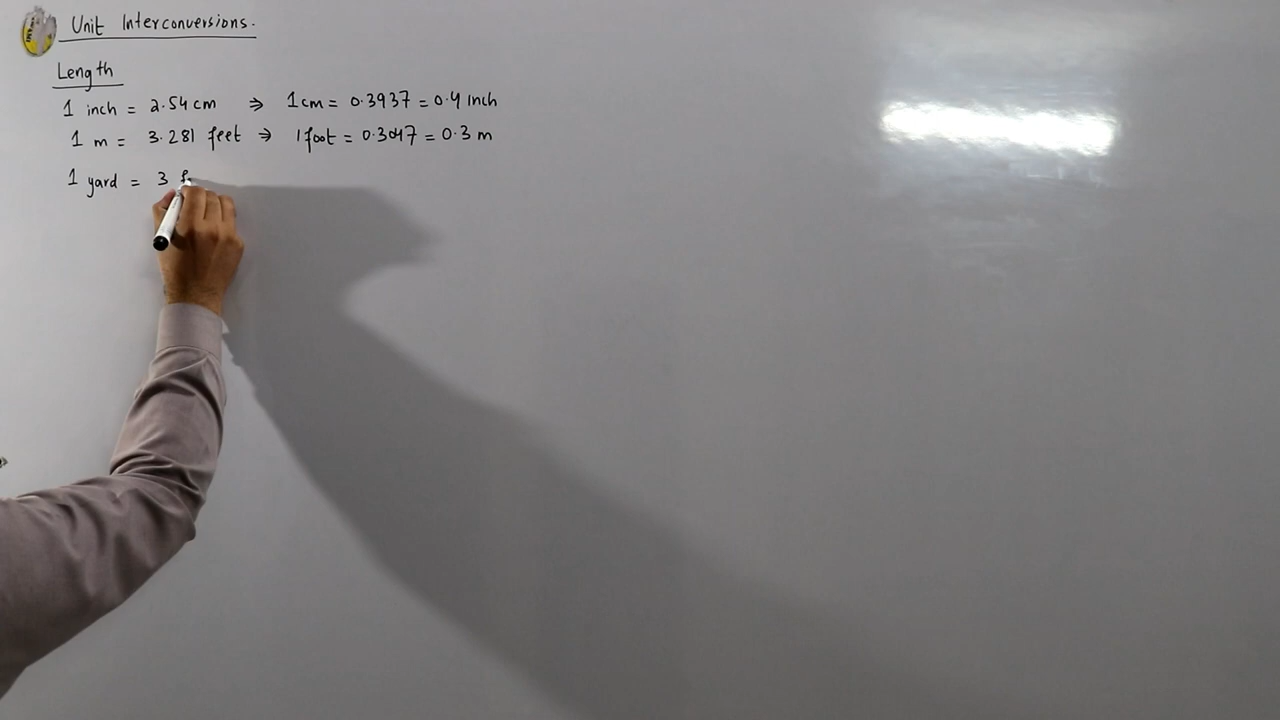 Unit Interconversions.
Length
1 inch = 2.54 cm ⇒ 1 cm = 0.3937 = 0.4 inch
1 m = 3.281 feet ⇒ 1 foot = 0.3047 = 0.3 m
1 yard = 3 f